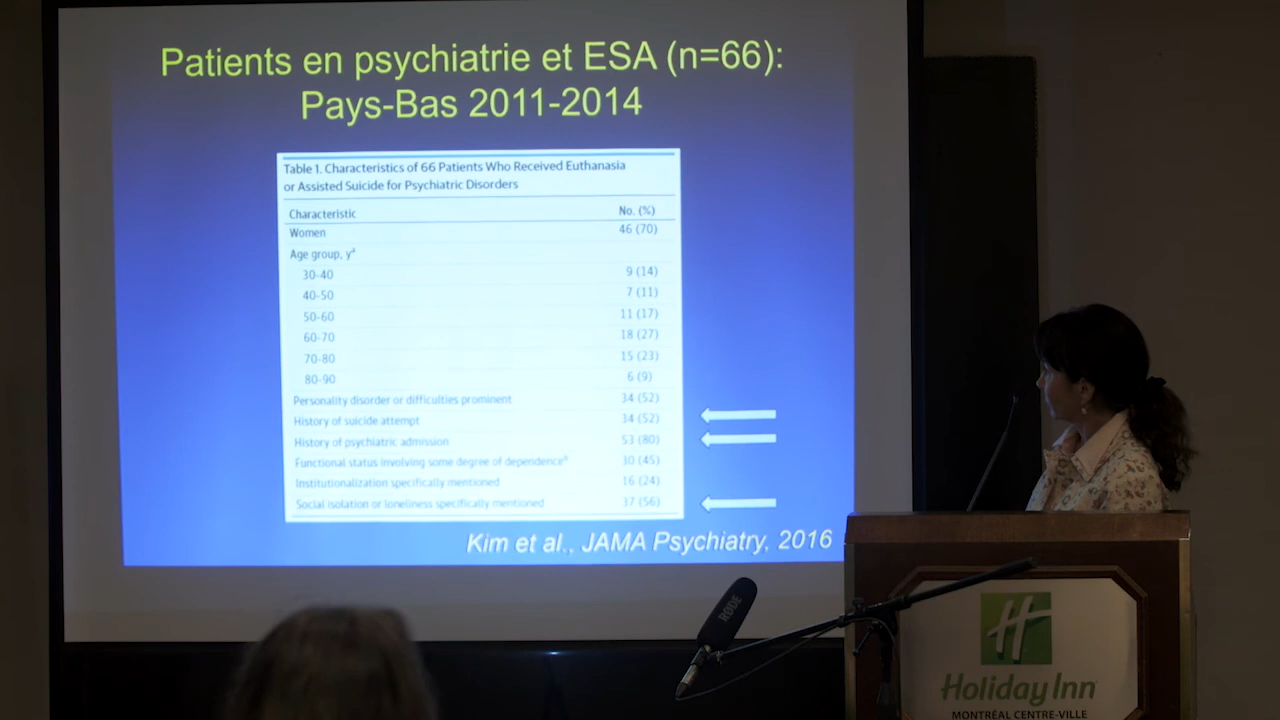 Patients en psychiatrie et ESA (n=66):
Pays-Bas 2011-2014
Table 1. Characteristics of 66 Patients Who Received Euthanasia
or Assisted Suicide for Psychiatric Disorders
Characteristic No. (%)
Women 46 (70)
Age group, yᵃ
30-40 9 (14)
40-50 7 (11)
50-60 11 (17)
60-70 18 (27)
70-80 15 (23)
80-90 6 (9)
Personality disorder or difficulties prominent 34 (52)
History of suicide attempt 34 (52)
History of psychiatric admission 53 (80)
Functional status involving some degree of dependenceᵇ 30 (45)
Institutionalization specifically mentioned 16 (24)
Social isolation or loneliness specifically mentioned 37 (56)
Kim et al., JAMA Psychiatry, 2016
RØDE
H
Holiday Inn
MONTRÉAL CENTRE-VILLE